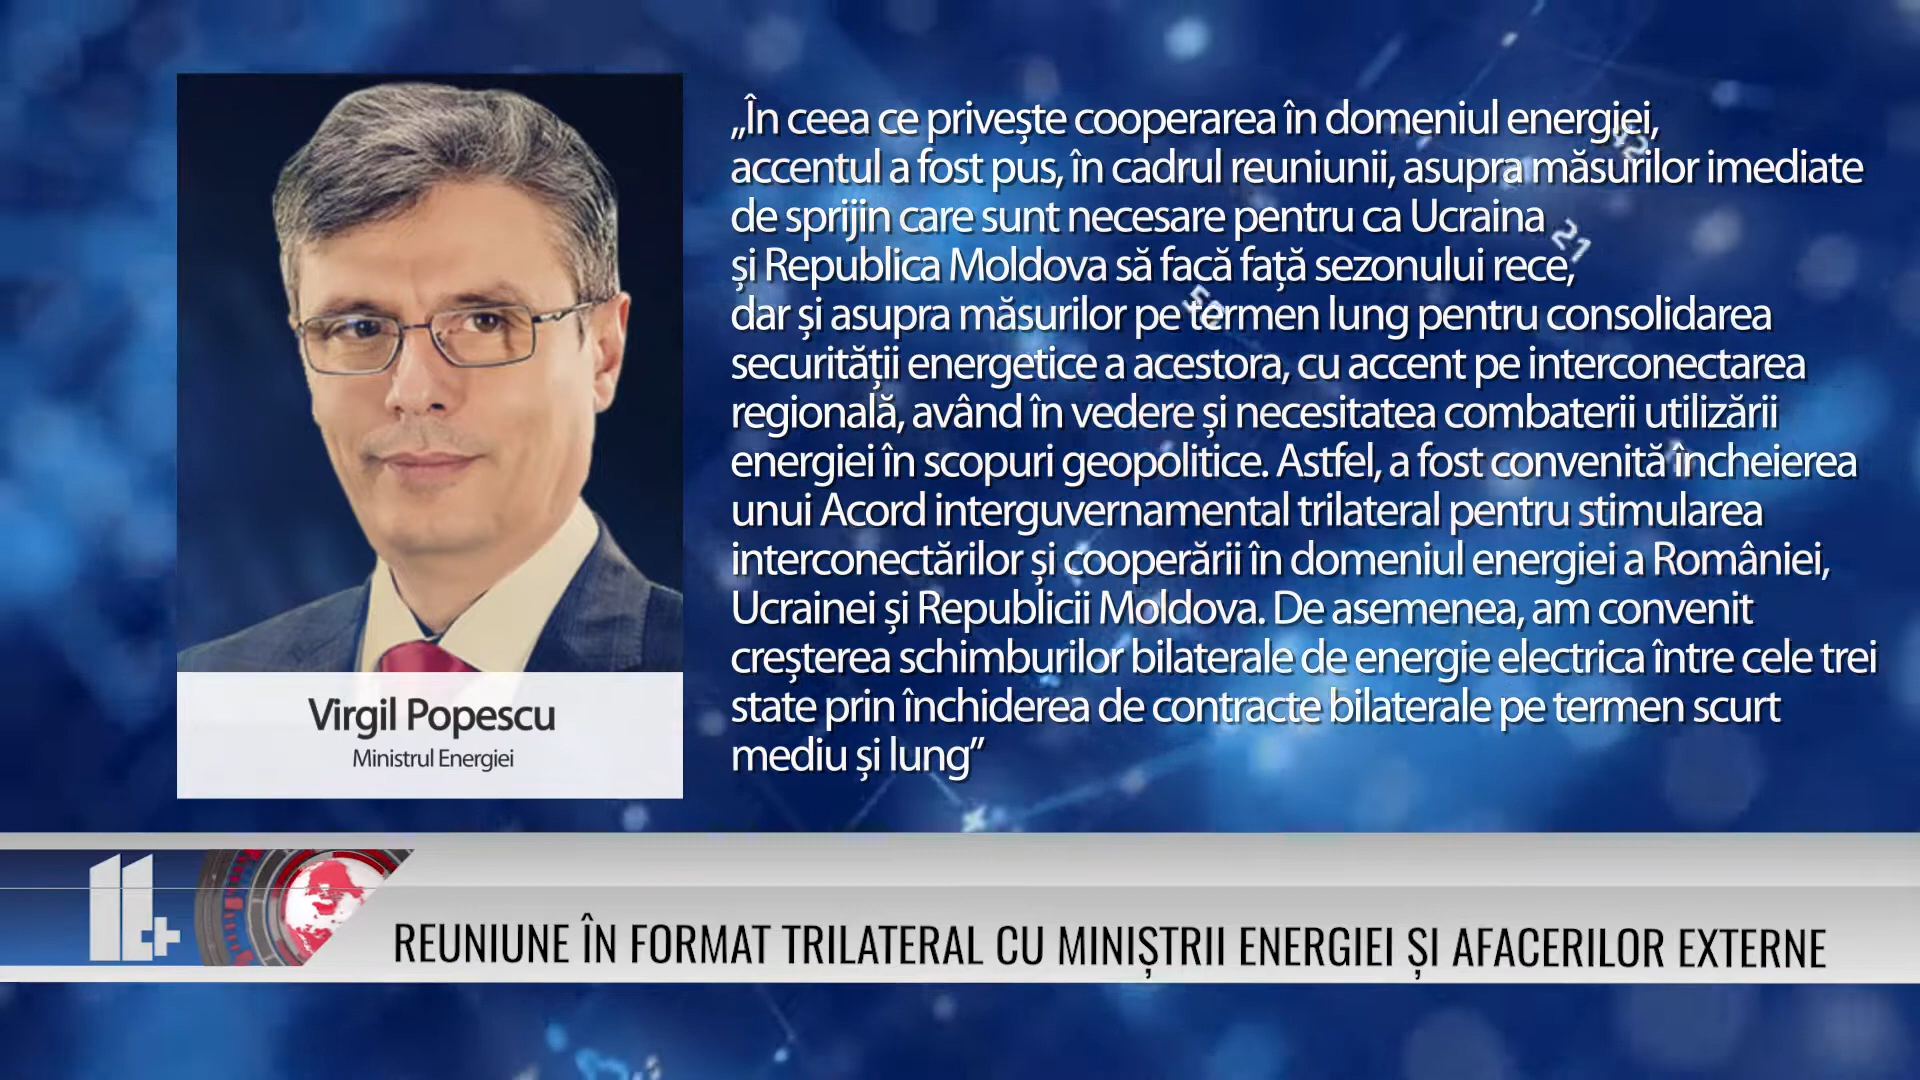 „În ceea ce privește cooperarea în domeniul energiei,
accentul a fost pus, în cadrul reuniunii, asupra măsurilor imediate
de sprijin care sunt necesare pentru ca Ucraina
și Republica Moldova să facă față sezonului rece,
dar și asupra măsurilor pe termen lung pentru consolidarea
securității energetice a acestora, cu accent pe interconectarea
regională, având în vedere și necesitatea combaterii utilizării
energiei în scopuri geopolitice. Astfel, a fost convenită încheierea
unui Acord interguvernamental trilateral pentru stimularea
interconectărilor și cooperării în domeniul energiei a României,
Ucrainei și Republicii Moldova. De asemenea, am convenit
creșterea schimburilor bilaterale de energie electrica între cele trei
state prin închiderea de contracte bilaterale pe termen scurt
mediu și lung”
Virgil Popescu
Ministrul Energiei
REUNIUNE ÎN FORMAT TRILATERAL CU MINIȘTRII ENERGIEI ȘI AFACERILOR EXTERNE
21